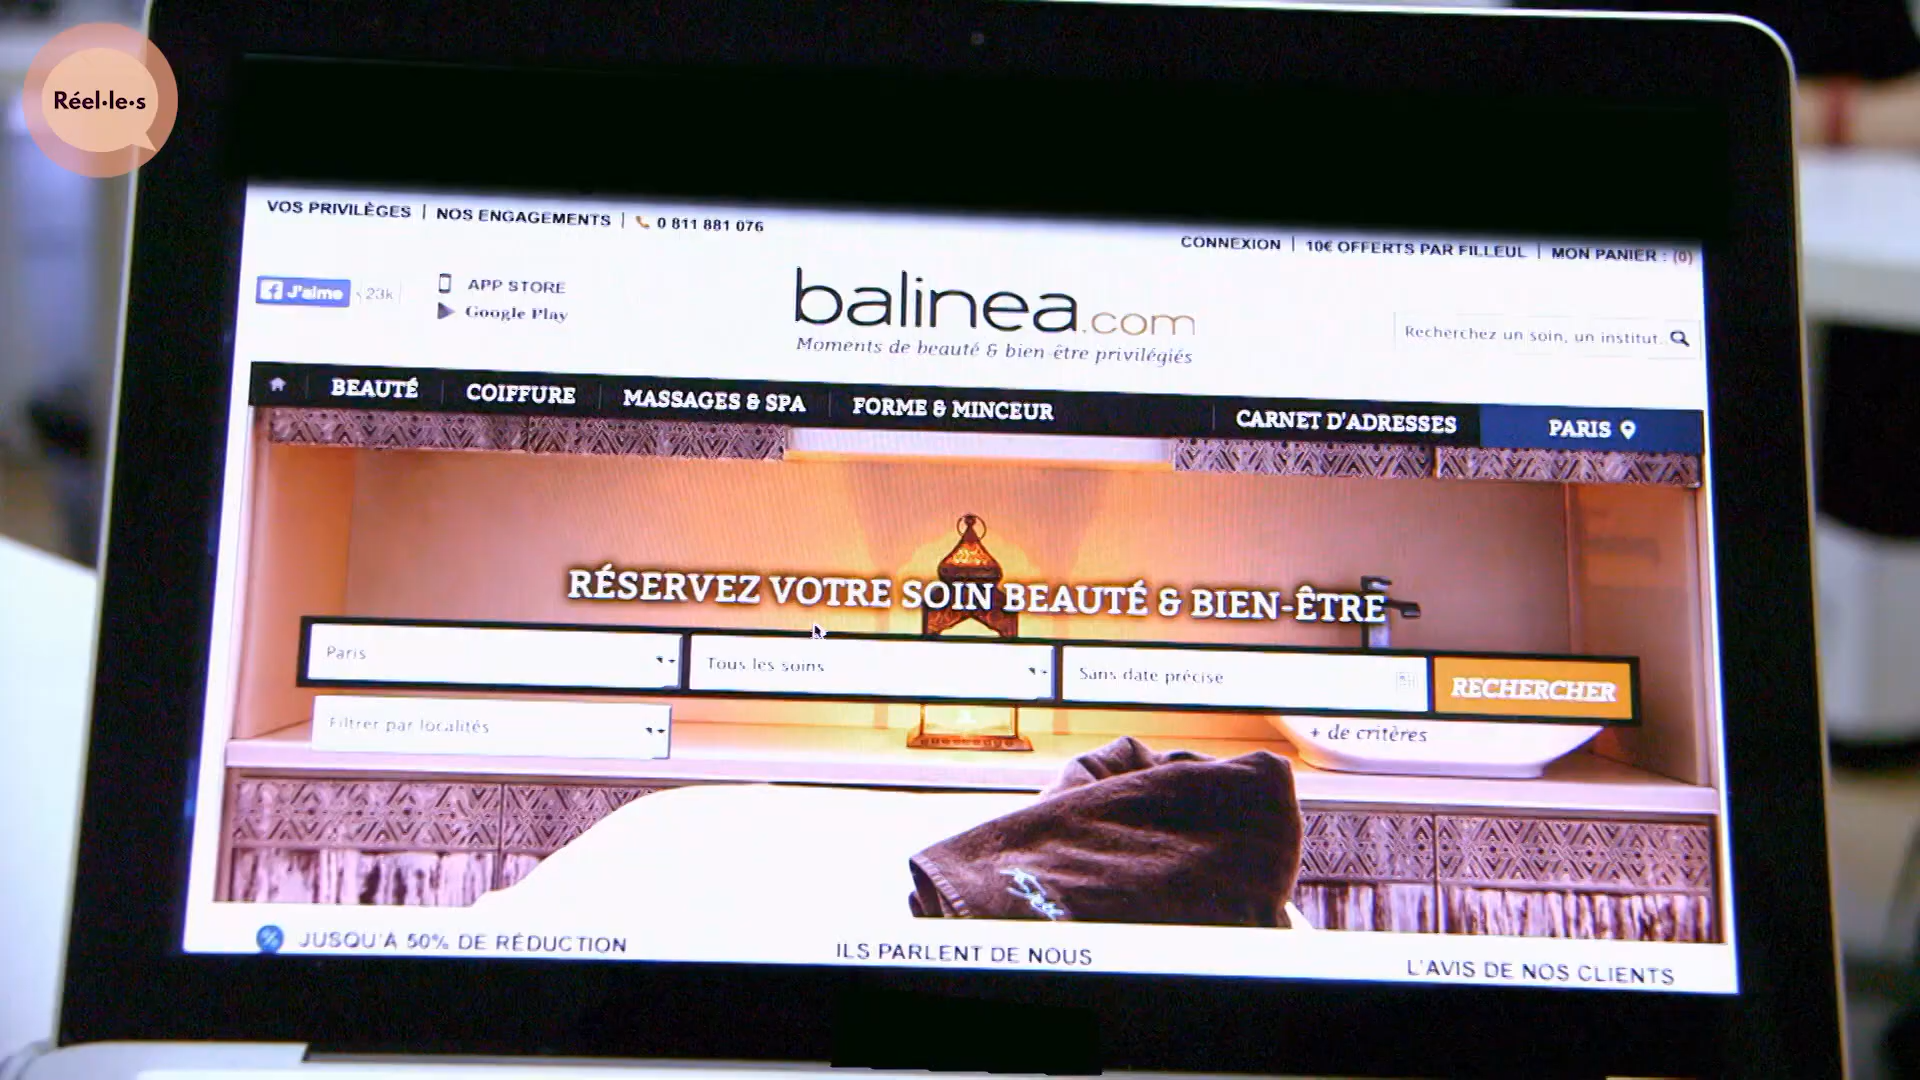 Réel·le·s
VOS PRIVILÈGES | NOS ENGAGEMENTS | 0 811 881 076
CONNEXION | 10€ OFFERTS PAR FILLEUL | MON PANIER : (0)
J'aime 23k
APP STORE
Google Play
balinea.com
Moments de beauté & bien-être privilégiés
Recherchez un soin, un institut.
BEAUTÉ COIFFURE MASSAGES & SPA FORME & MINCEUR CARNET D'ADRESSES PARIS
RÉSERVEZ VOTRE SOIN BEAUTÉ & BIEN-ÊTRE
Paris Tous les soins Sans date précise RECHERCHER
Filtrer par localités + de critères
% JUSQU'À 50% DE RÉDUCTION ILS PARLENT DE NOUS L'AVIS DE NOS CLIENTS